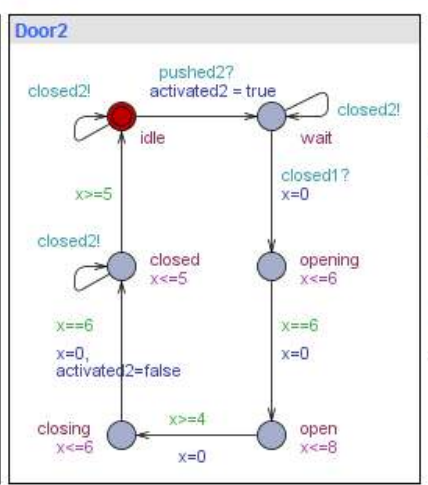 Door2
pushed2?
activated2 = true
closed2!
closed2!
idle
wait
closed1?
x=0
x>=5
closed2!
closed
x<=5
opening
x<=6
x==6
x=0,
activated2=false
x==6
x=0
closing
x<=6
x>=4
x=0
open
x<=8